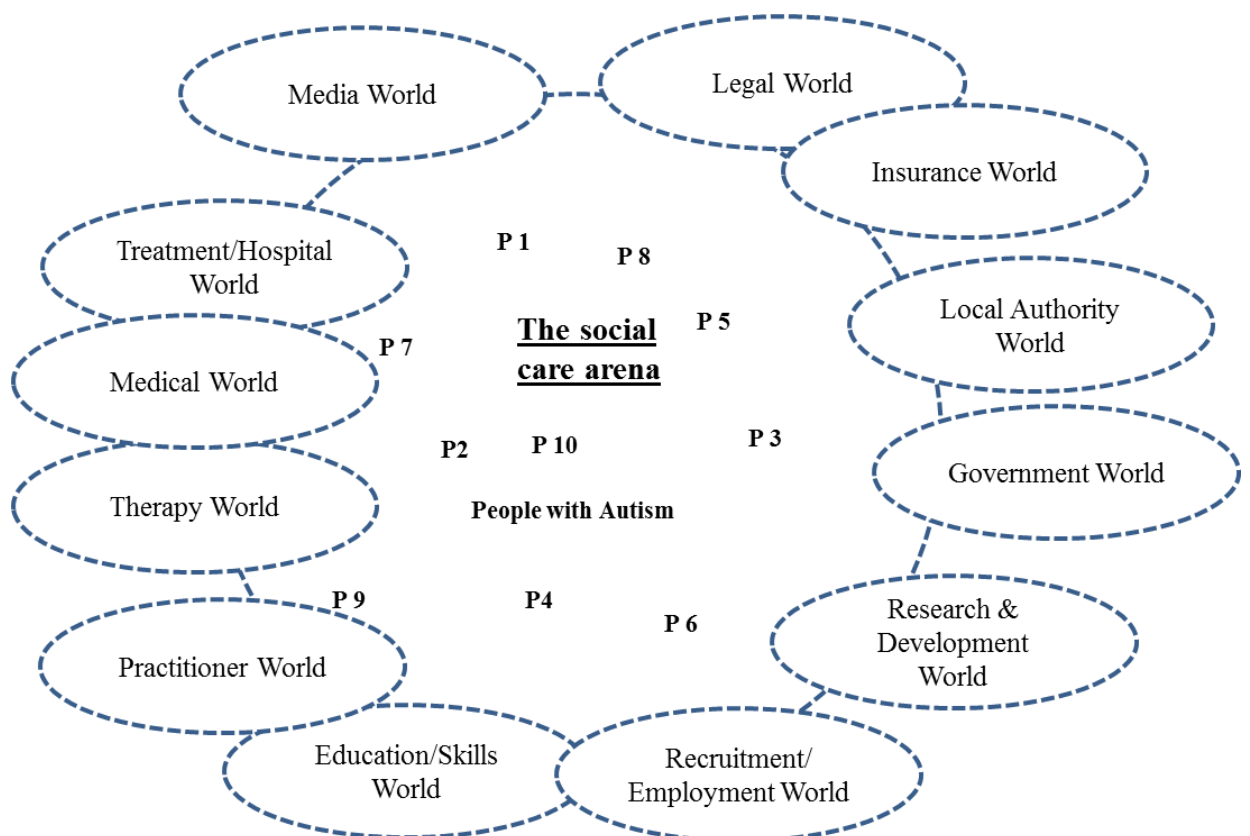 Media World
Legal World
Insurance World
Treatment/Hospital
World
P 1
P 8
Local Authority
World
The social
care arena
P 5
P 7
Medical World
P2
P 10
P 3
Government World
Therapy World
People with Autism
P 9
P4
P 6
Research &
Development
World
Practitioner World
Education/Skills
World
Recruitment/
Employment World